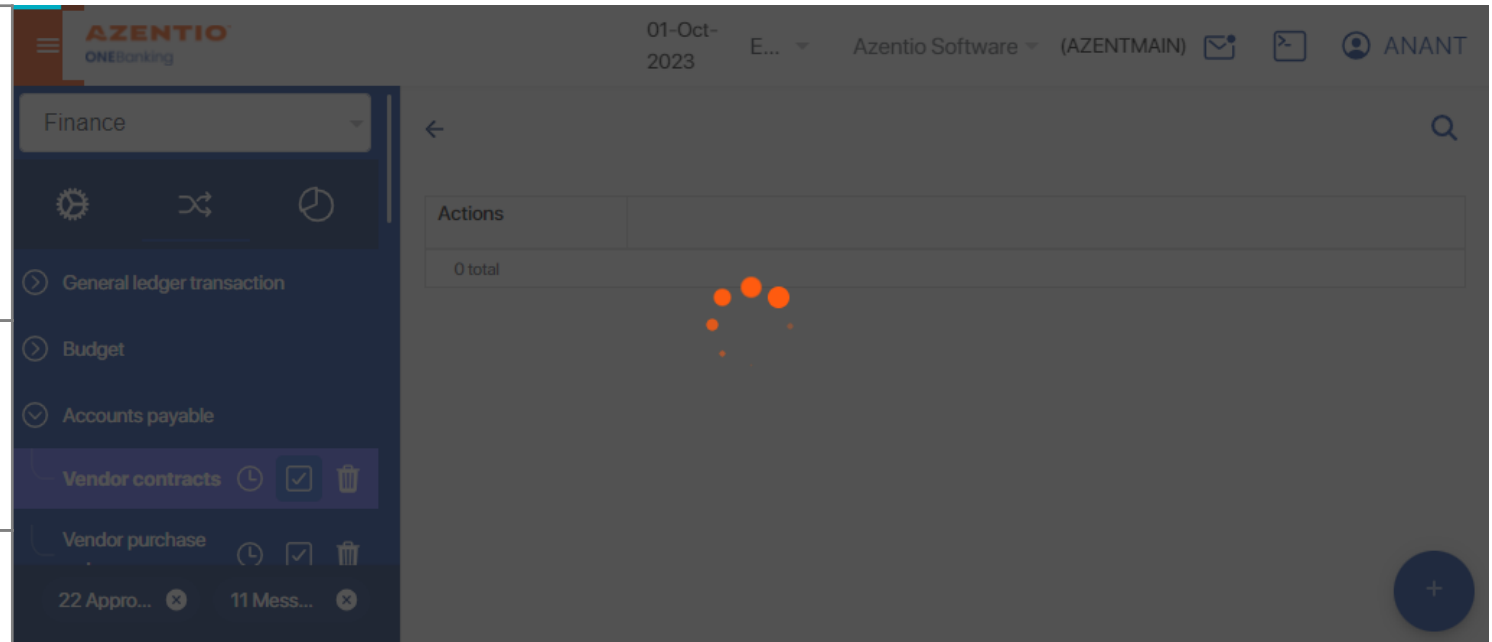 AZENTIO
ONEBanking
01-Oct-
2023
E...
Azentio Software
(AZENTMAIN)
ANANT
Finance
Actions
0 total
General ledger transaction
Budget
Accounts payable
Vendor contracts
Vendor purchase
22 Appro...
11 Mess...